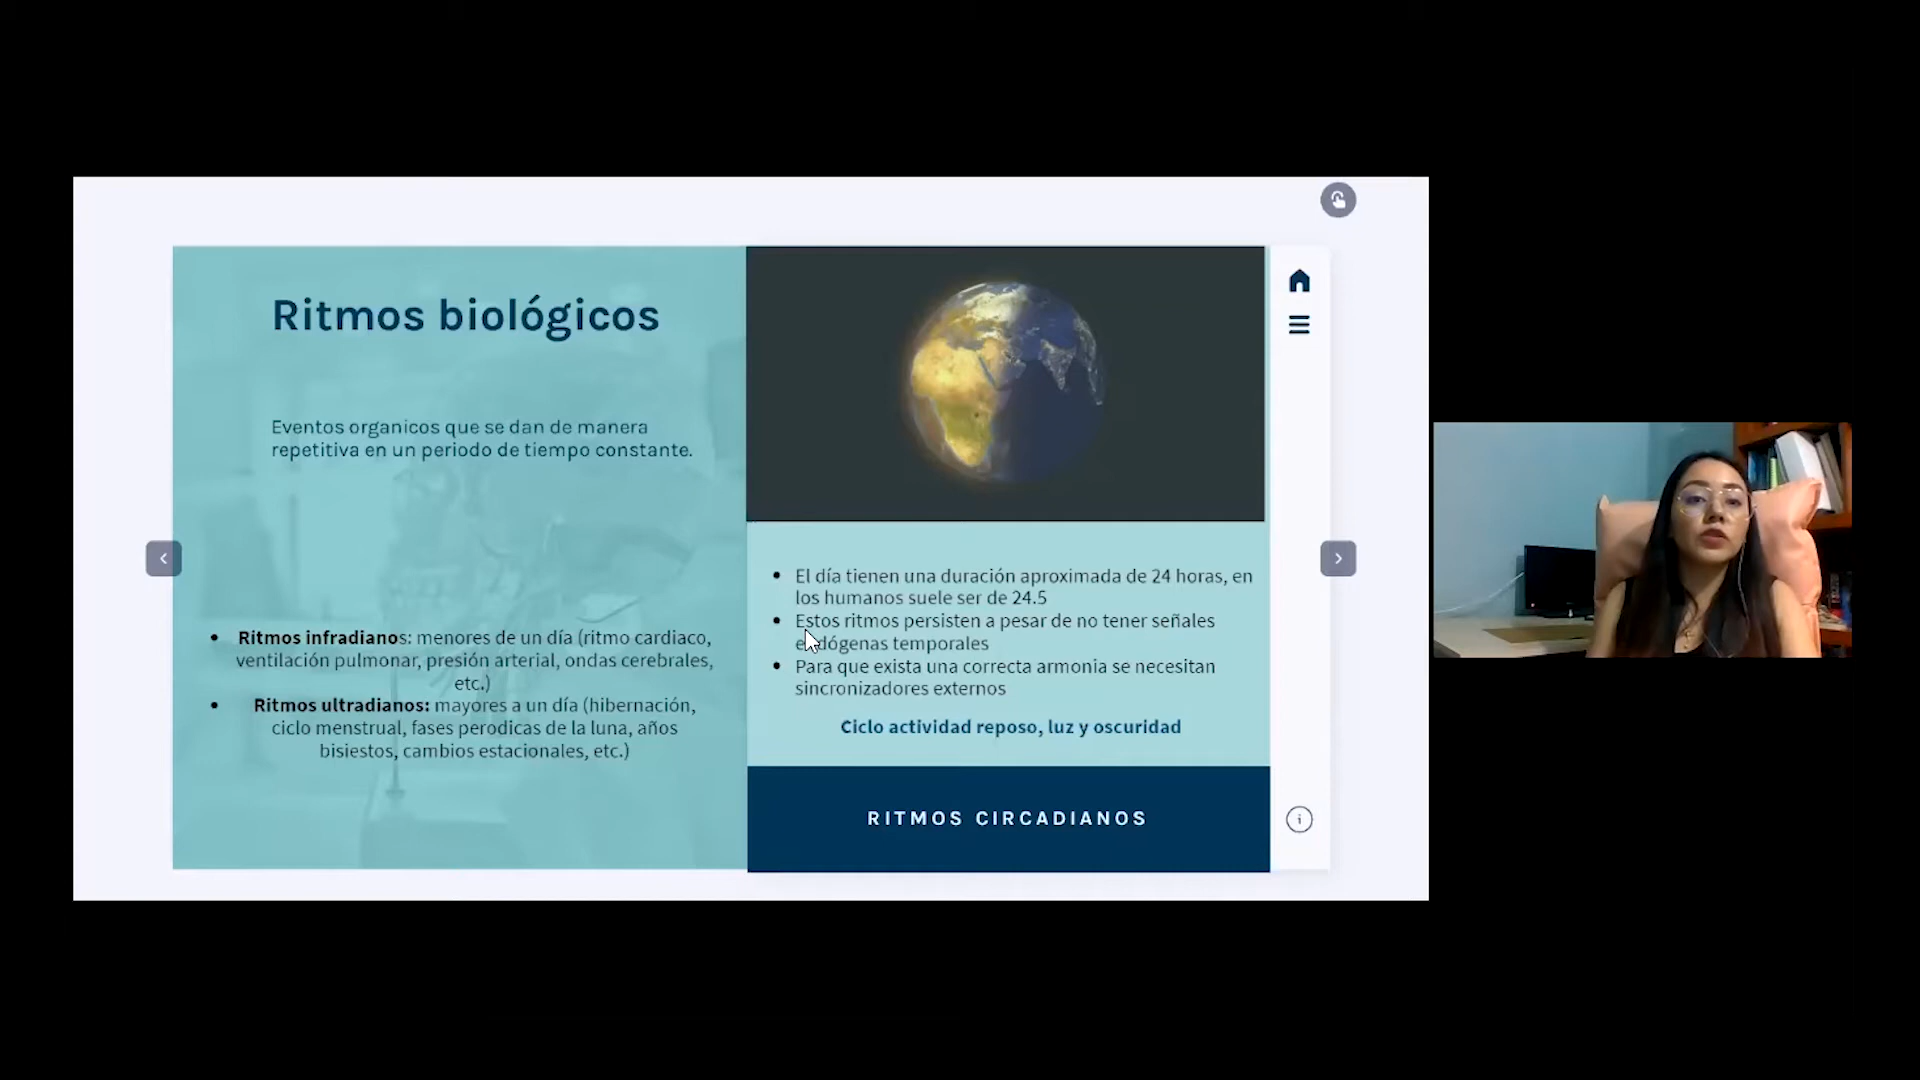 Ritmos biológicos
Eventos organicos que se dan de manera
repetitiva en un periodo de tiempo constante.
Ritmos infradianos: menores de un día (ritmo cardiaco,
ventilación pulmonar, presión arterial, ondas cerebrales,
etc.)
Ritmos ultradianos: mayores a un día (hibernación,
ciclo menstrual, fases perodicas de la luna, años
bisiestos, cambios estacionales, etc.)
El día tienen una duración aproximada de 24 horas, en
los humanos suele ser de 24.5
Estos ritmos persisten a pesar de no tener señales
endógenas temporales
Para que exista una correcta armonia se necesitan
sincronizadores externos
Ciclo actividad reposo, luz y oscuridad
RITMOS CIRCADIANOS